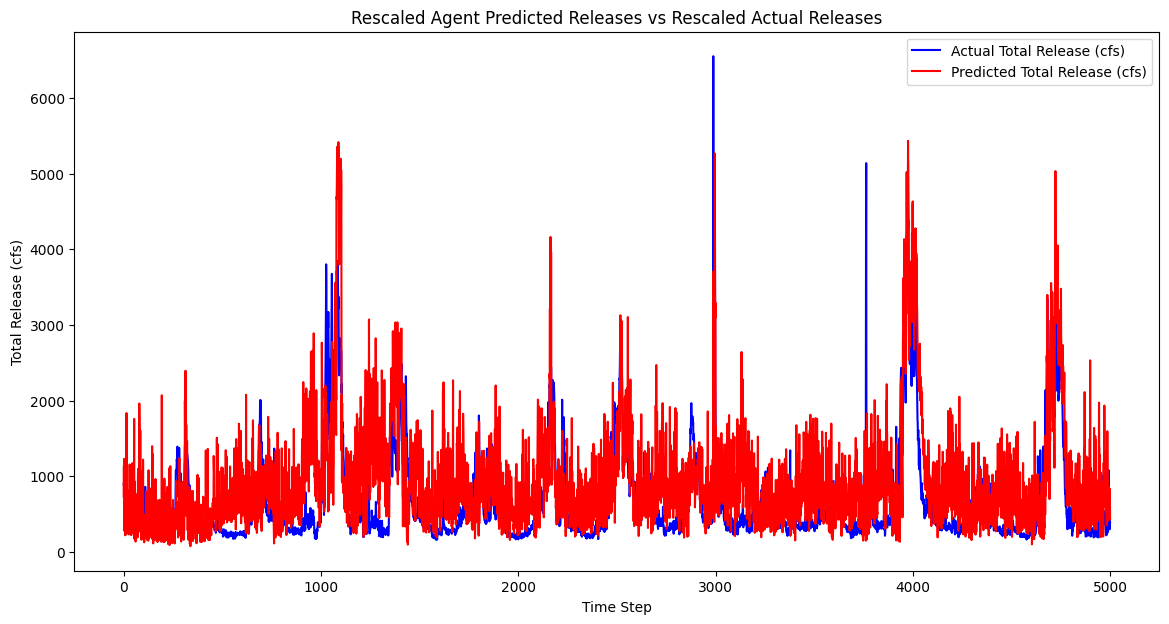 Rescaled Agent Predicted Releases vs Rescaled Actual Releases
Actual Total Release (cfs)
Predicted Total Release (cfs)
Total Release (cfs)
6000
5000
4000
3000
2000
1000
0
0 1000 2000 3000 4000 5000
Time Step